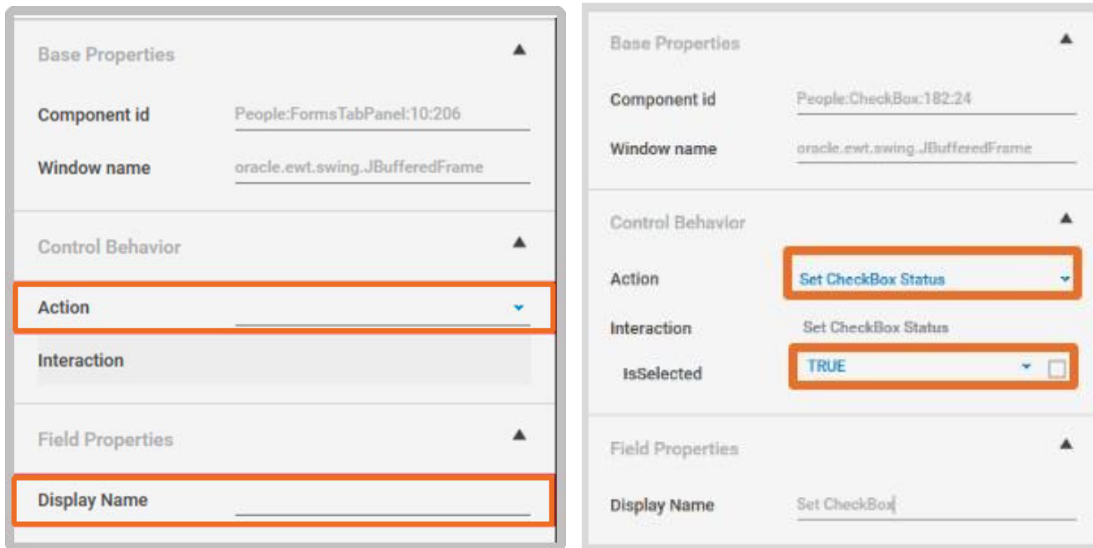 Base Properties
Component id People:FormsTabPanel:10:206
Window name oracle.ewt.swing.JBufferedFrame
Control Behavior
Action
Interaction
Field Properties
Display Name
Base Properties
Component id People:CheckBox:182:24
Window name oracle.ewt.swing.JBufferedFrame
Control Behavior
Action Set CheckBox Status
Interaction Set CheckBox Status
IsSelected TRUE
Field Properties
Display Name Set CheckBox